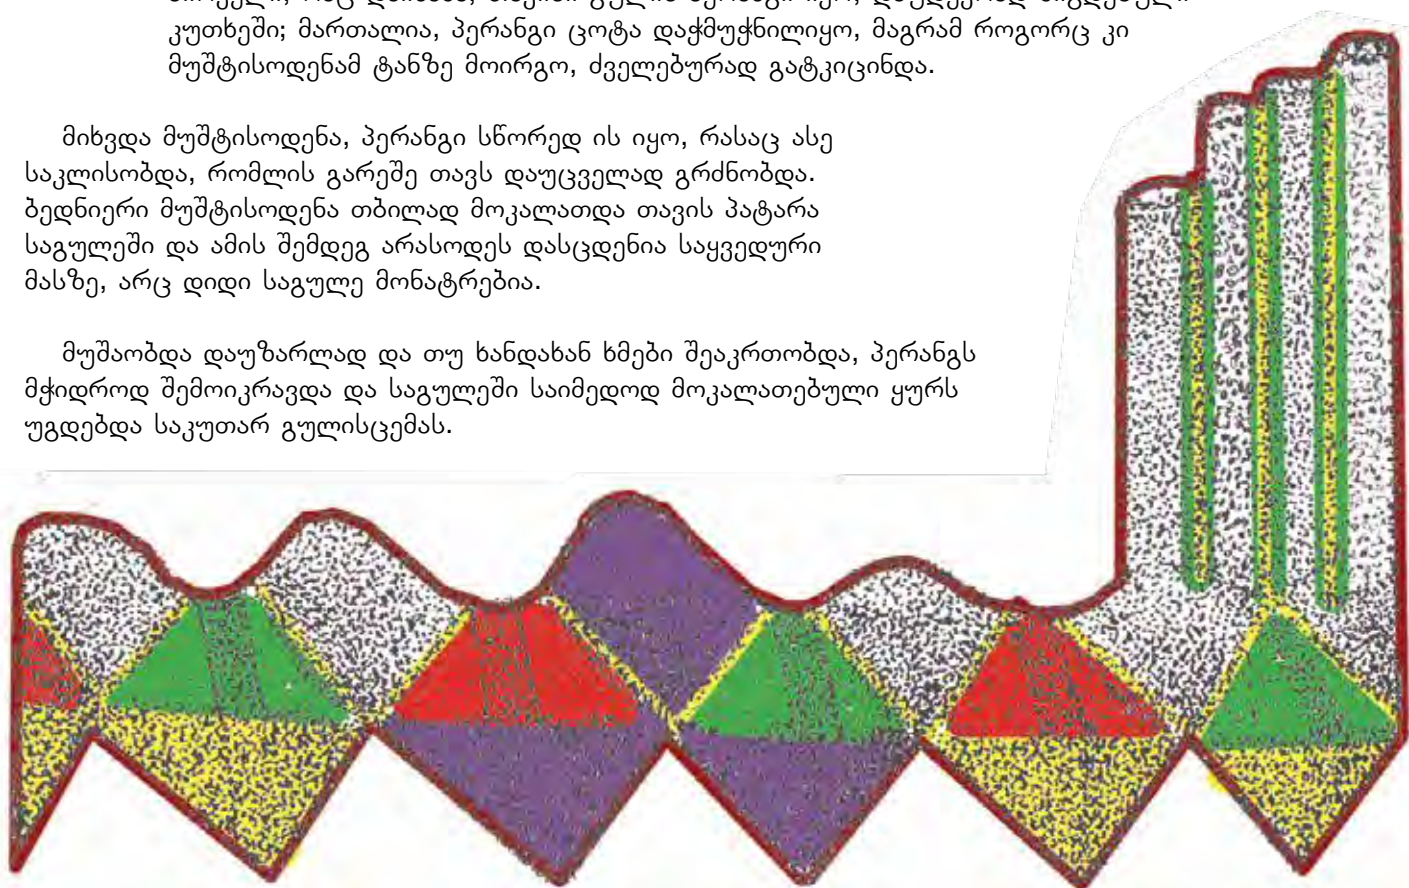 კუთხეში; მართალია, პერანგი ცოტა დაჭმუჭნილიყო, მაგრამ როგორც კი
მუშტისოდენამ ტანზე მოირგო, ძველებურად გატკიცინდა.
მიხვდა მუშტისოდენა, პერანგი სწორედ ის იყო, რასაც ასე
საკლისობდა, რომლის გარეშე თავს დაუცველად გრძნობდა.
ბედნიერი მუშტისოდენა თბილად მოკალათდა თავის პატარა
საგულეში და ამის შემდეგ არასოდეს დასცდენია საყვედური
მასზე, არც დიდი საგულე მონატრებია.
მუშაობდა დაუზარლად და თუ ხანდახან ხმები შეაკრთობდა, პერანგს
მჭიდროდ შემოიკრავდა და საგულეში საიმედოდ მოკალათებული ყურს
უგდებდა საკუთარ გულისცემას.